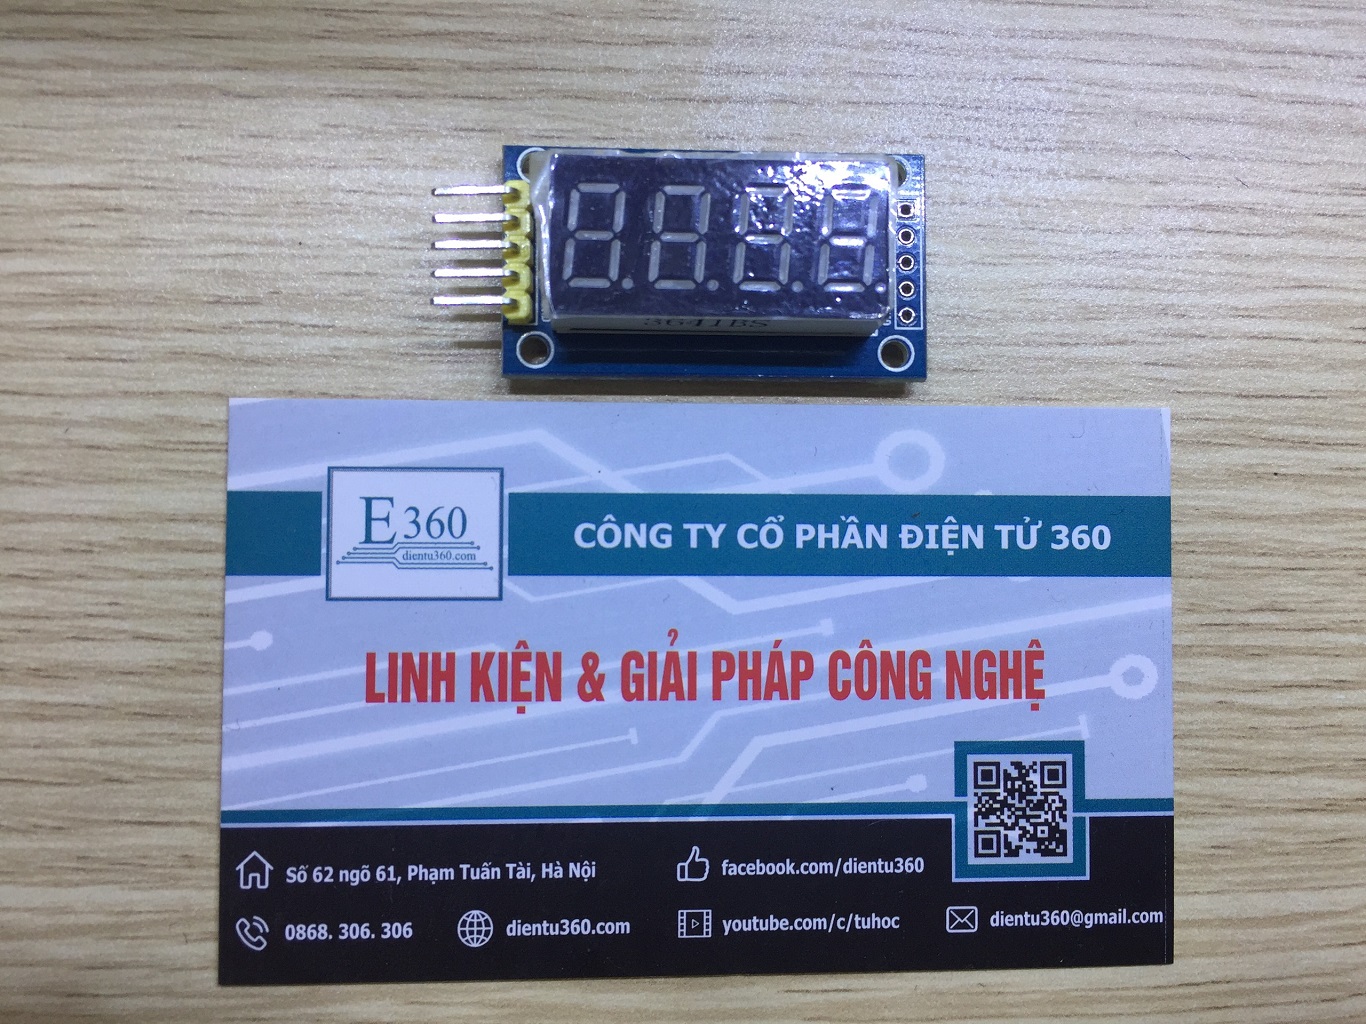 3641BS
E360
dientu360.com
CÔNG TY CỔ PHẦN ĐIỆN TỬ 360
LINH KIỆN & GIẢI PHÁP CÔNG NGHỆ
Số 62 ngõ 61, Phạm Tuấn Tài, Hà Nội
facebook.com/dientu360
0868. 306. 306
dientu360.com
youtube.com/c/tuhoc
dientu360@gmail.com